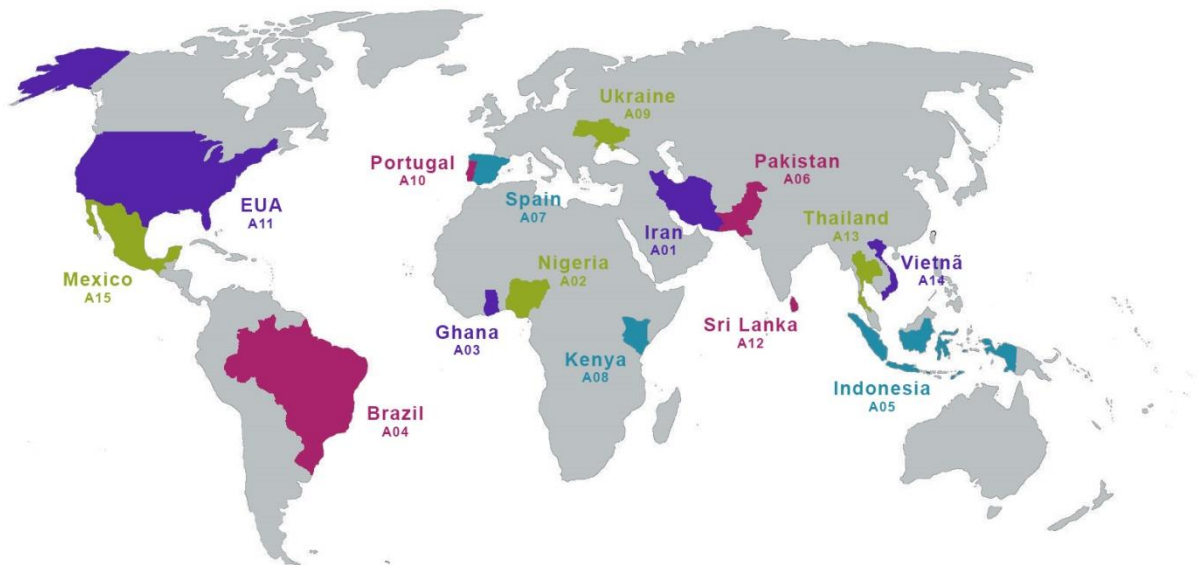 Ukraine
A09
Portugal
A10
Pakistan
A06
Spain
A07
EUA
A11
Iran
A01
Thailand
A13
Mexico
A15
Nigeria
A02
Vietnã
A14
Ghana
A03
Kenya
A08
Sri Lanka
A12
Indonesia
A05
Brazil
A04